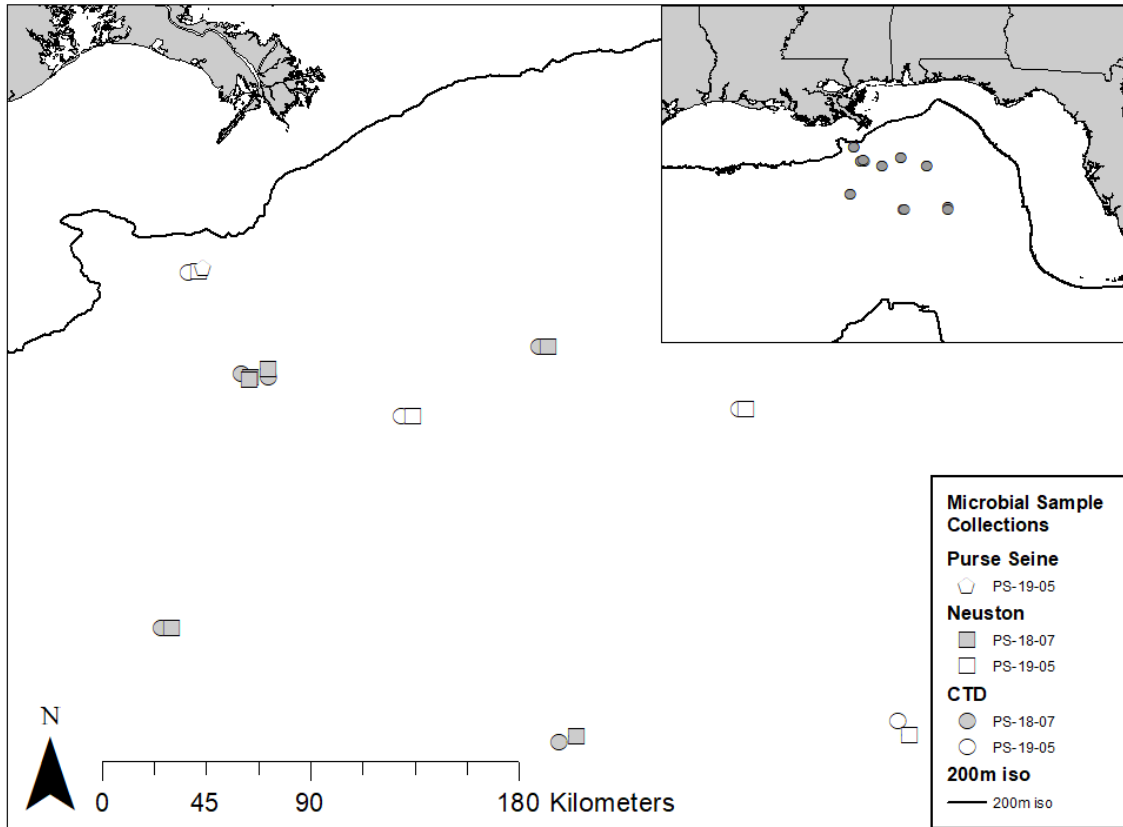 Microbial Sample
Collections
Purse Seine
PS-19-05
Neuston
PS-18-07
PS-19-05
CTD
PS-18-07
PS-19-05
200m iso
200m iso
N
0 45 90 180 Kilometers